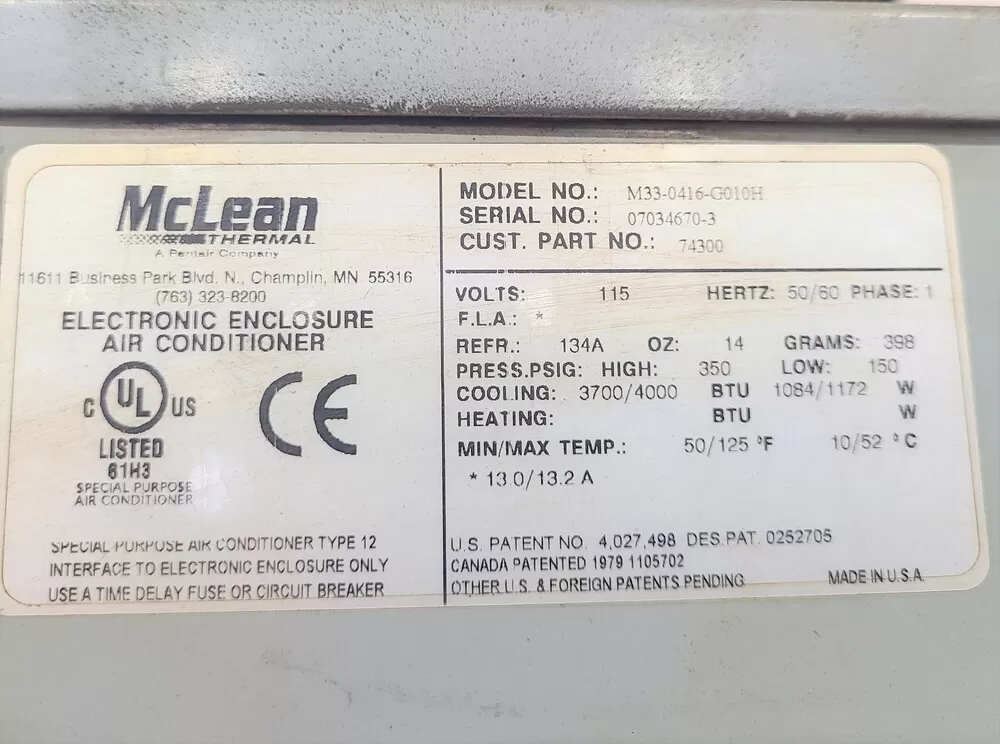 McLean
THERMAL
A Pentair Company
11611 Business Park Blvd. N., Champlin, MN 55316
(763) 323-8200
ELECTRONIC ENCLOSURE
AIR CONDITIONER
C UL US
LISTED
61H3
SPECIAL PURPOSE
AIR CONDITIONER
CE
SPECIAL PURPOSE AIR CONDITIONER TYPE 12
INTERFACE TO ELECTRONIC ENCLOSURE ONLY
USE A TIME DELAY FUSE OR CIRCUIT BREAKER
MODEL NO.: M33-0416-G010H
SERIAL NO.: 07034670-3
CUST. PART NO.: 74300
VOLTS: 115 HERTZ: 50/60 PHASE: 1
F.L.A.: *
REFR.: 134A OZ: 14 GRAMS: 398
PRESS.PSIG: HIGH: 350 LOW: 150
COOLING: 3700/4000 BTU 1084/1172 W
HEATING: BTU W
MIN/MAX TEMP.: 50/125 °F 10/52 °C
* 13.0/13.2 A
U.S. PATENT NO. 4,027,498 DES.PAT. 0252705
CANADA PATENTED 1979 1105702
OTHER U.S. & FOREIGN PATENTS PENDING
MADE IN U.S.A.